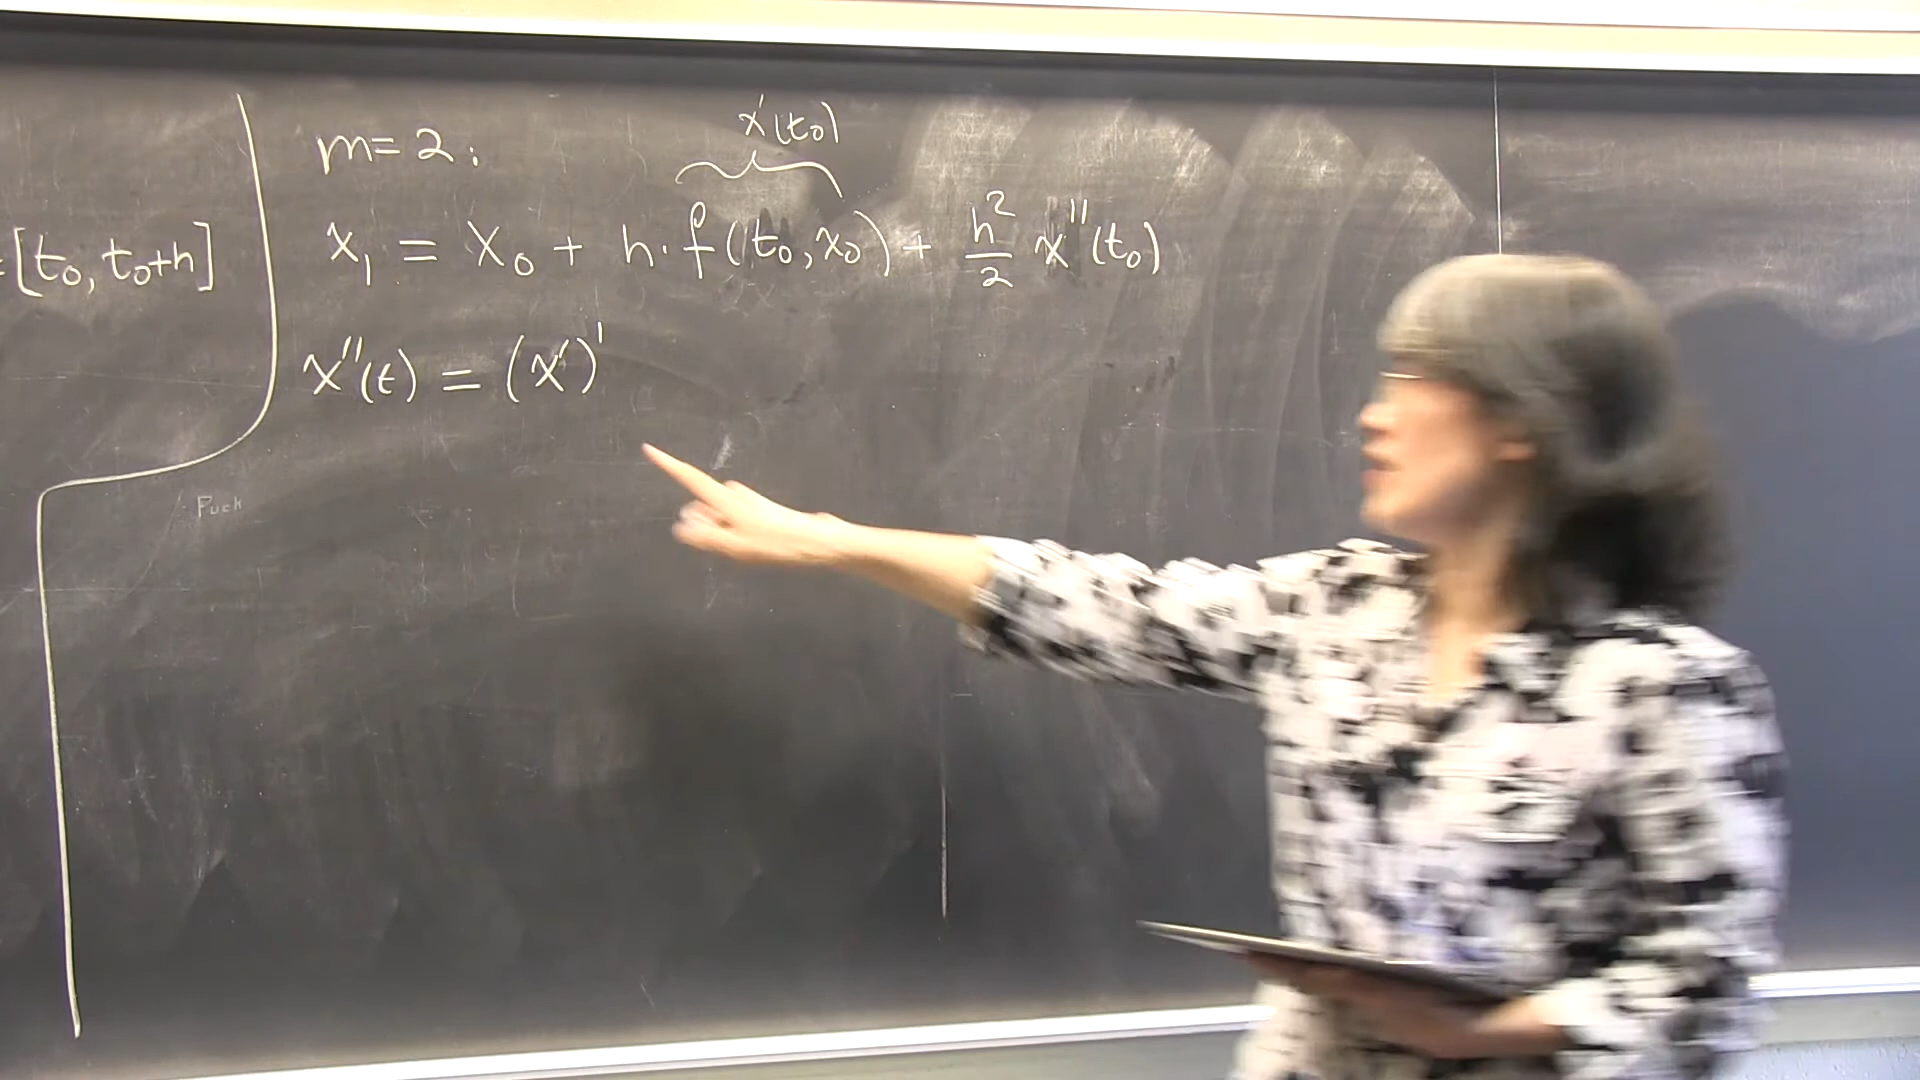 =[t₀, t₀+h]
m=2:
x'(t₀)
x₁ = x₀ + h·f(t₀,x₀) + h²/2 x''(t₀)
x''(t) = (x')'
Fuck